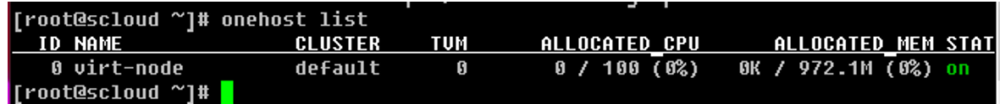 [root@scloud ~]# onehost list
ID NAME CLUSTER TVM ALLOCATED_CPU ALLOCATED_MEM STAT
0 virt-node default 0 0 / 100 (0%) 0K / 972.1M (0%) on
[root@scloud ~]#